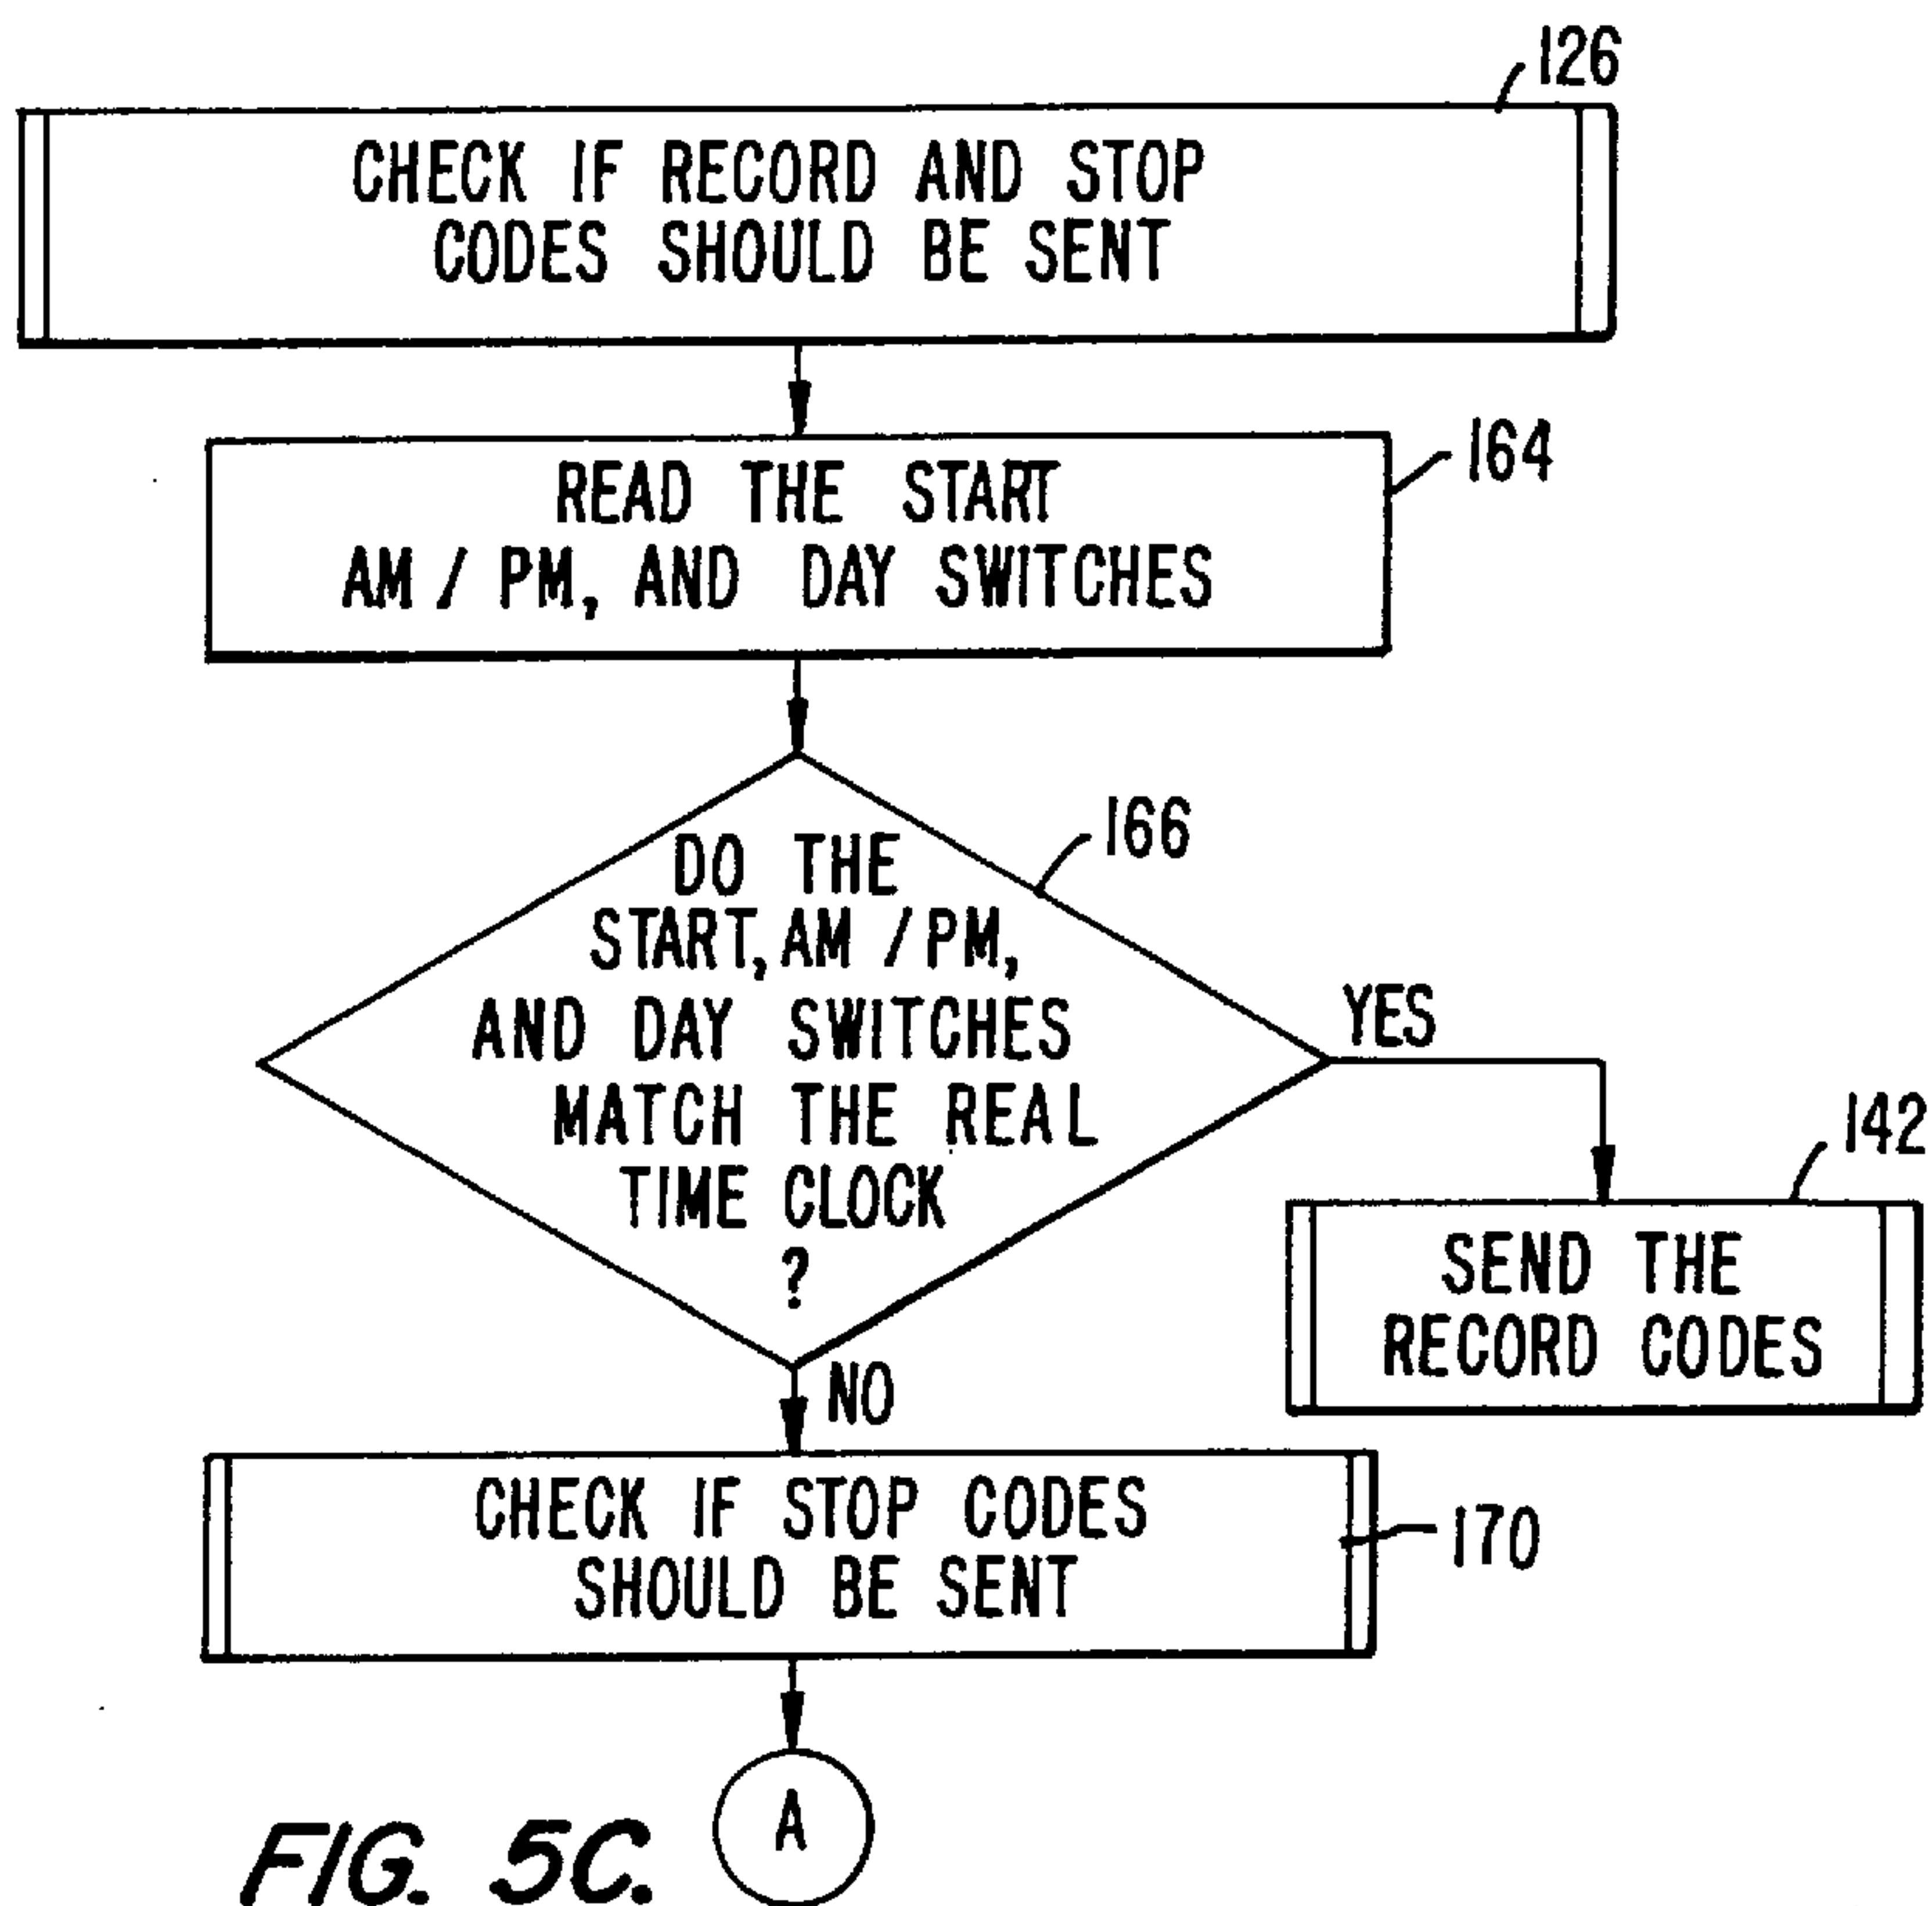 126
CHECK IF RECORD AND STOP
CODES SHOULD BE SENT
164
READ THE START
AM / PM, AND DAY SWITCHES
166
DO THE
START, AM / PM,
AND DAY SWITCHES
MATCH THE REAL
TIME CLOCK
?
YES
142
SEND THE
RECORD CODES
NO
CHECK IF STOP CODES
SHOULD BE SENT
170
A
FIG. 5C.